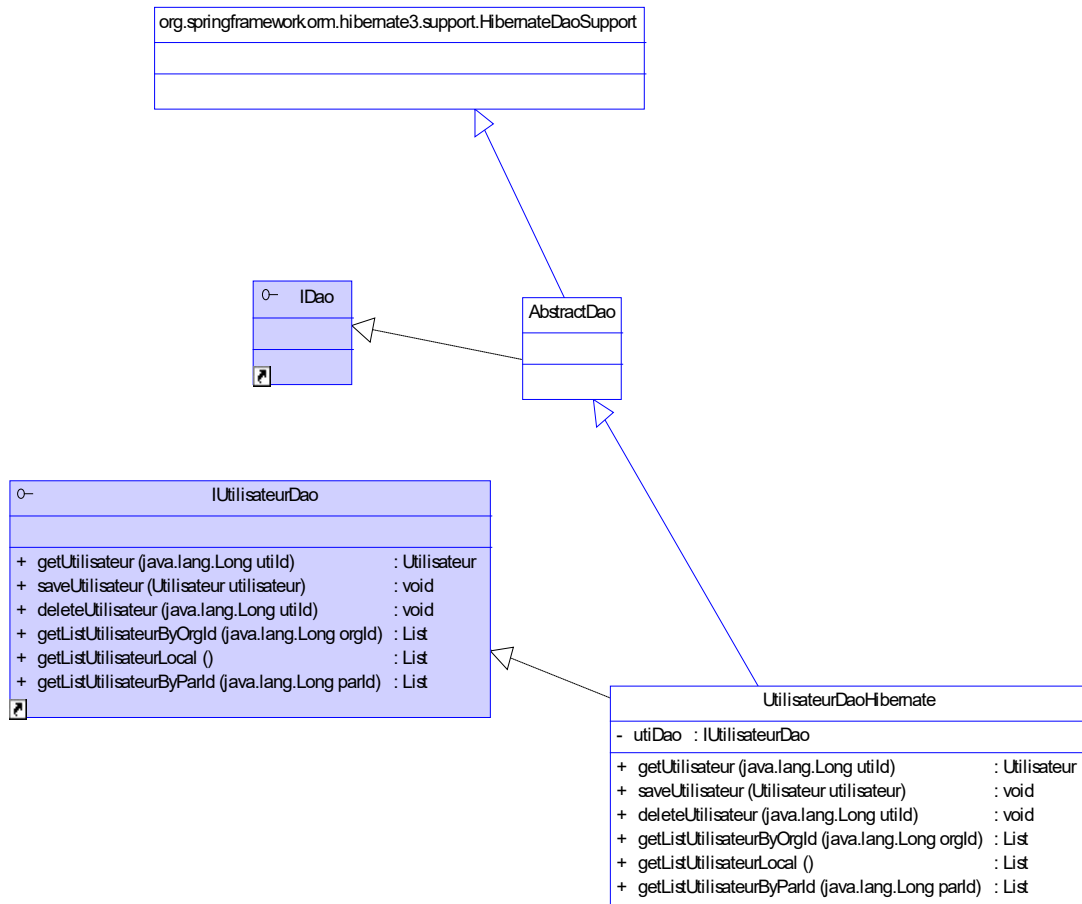 org.springframework.orm.hibernate3.support.HibernateDaoSupport
IDao
AbstractDao
IUtilisateurDao
+ getUtilisateur (java.lang.Long utiId) : Utilisateur
+ saveUtilisateur (Utilisateur utilisateur) : void
+ deleteUtilisateur (java.lang.Long utiId) : void
+ getListUtilisateurByOrgId (java.lang.Long orgId) : List
+ getListUtilisateurLocal () : List
+ getListUtilisateurByParId (java.lang.Long parId) : List
UtilisateurDaoHibernate
- utiDao : IUtilisateurDao
+ getUtilisateur (java.lang.Long utiId) : Utilisateur
+ saveUtilisateur (Utilisateur utilisateur) : void
+ deleteUtilisateur (java.lang.Long utiId) : void
+ getListUtilisateurByOrgId (java.lang.Long orgId) : List
+ getListUtilisateurLocal () : List
+ getListUtilisateurByParId (java.lang.Long parId) : List